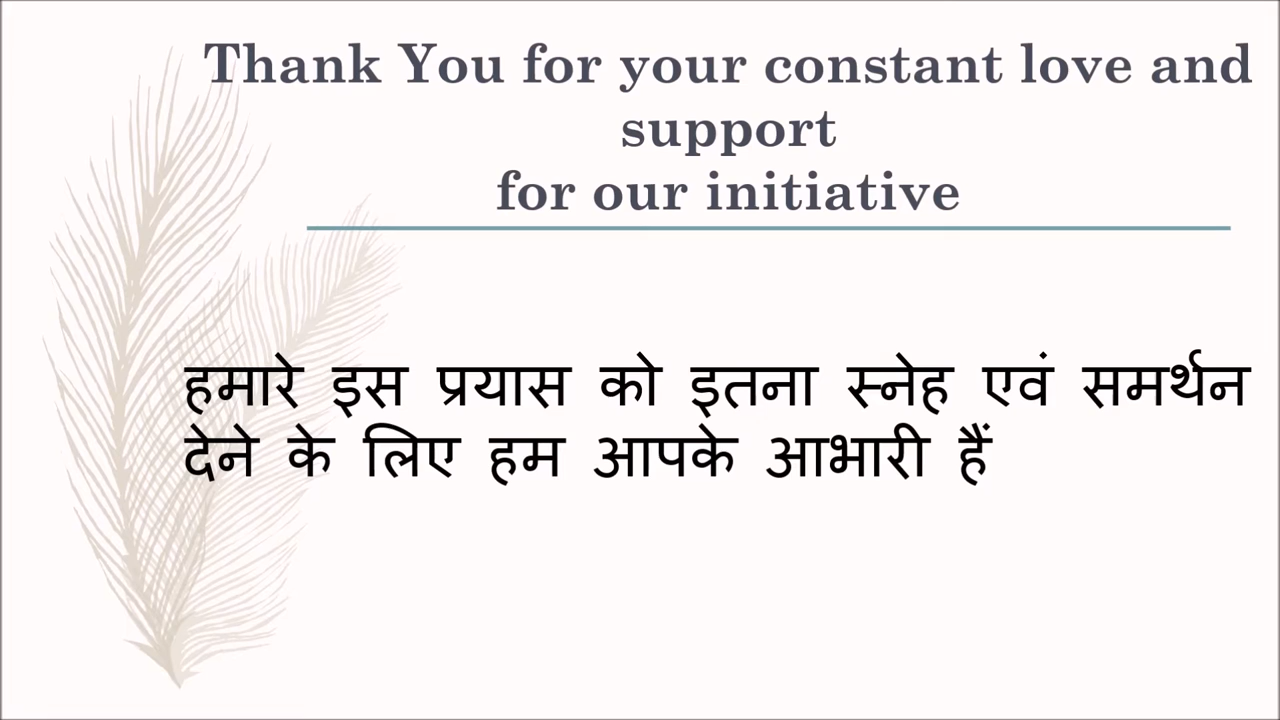 Thank You for your constant love and
support
for our initiative
हमारे इस प्रयास को इतना स्नेह एवं समर्थन
देने के लिए हम आपके आभारी हैं